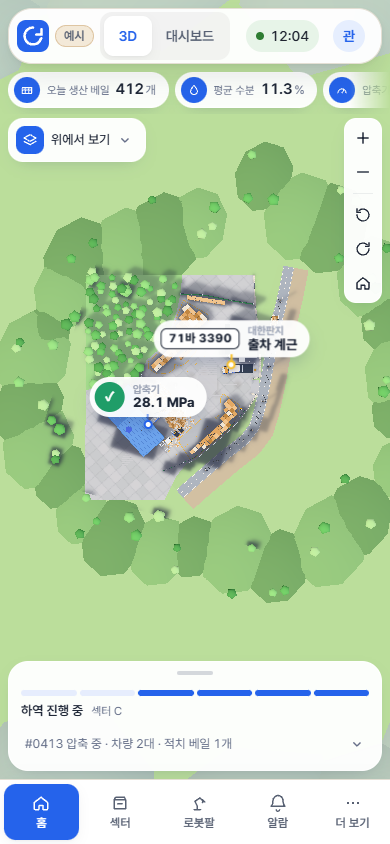 예시
3D
대시보드
12:04
관
오늘 생산 베일 412개
평균 수분 11.3%
위에서 보기
71바 3390
대한판지
출차 계근
압축기
28.1 MPa
하역 진행 중 섹터 C
#0413 압축 중 · 차량 2대 · 적치 베일 1개
홈
섹터
로봇팔
알람
더 보기